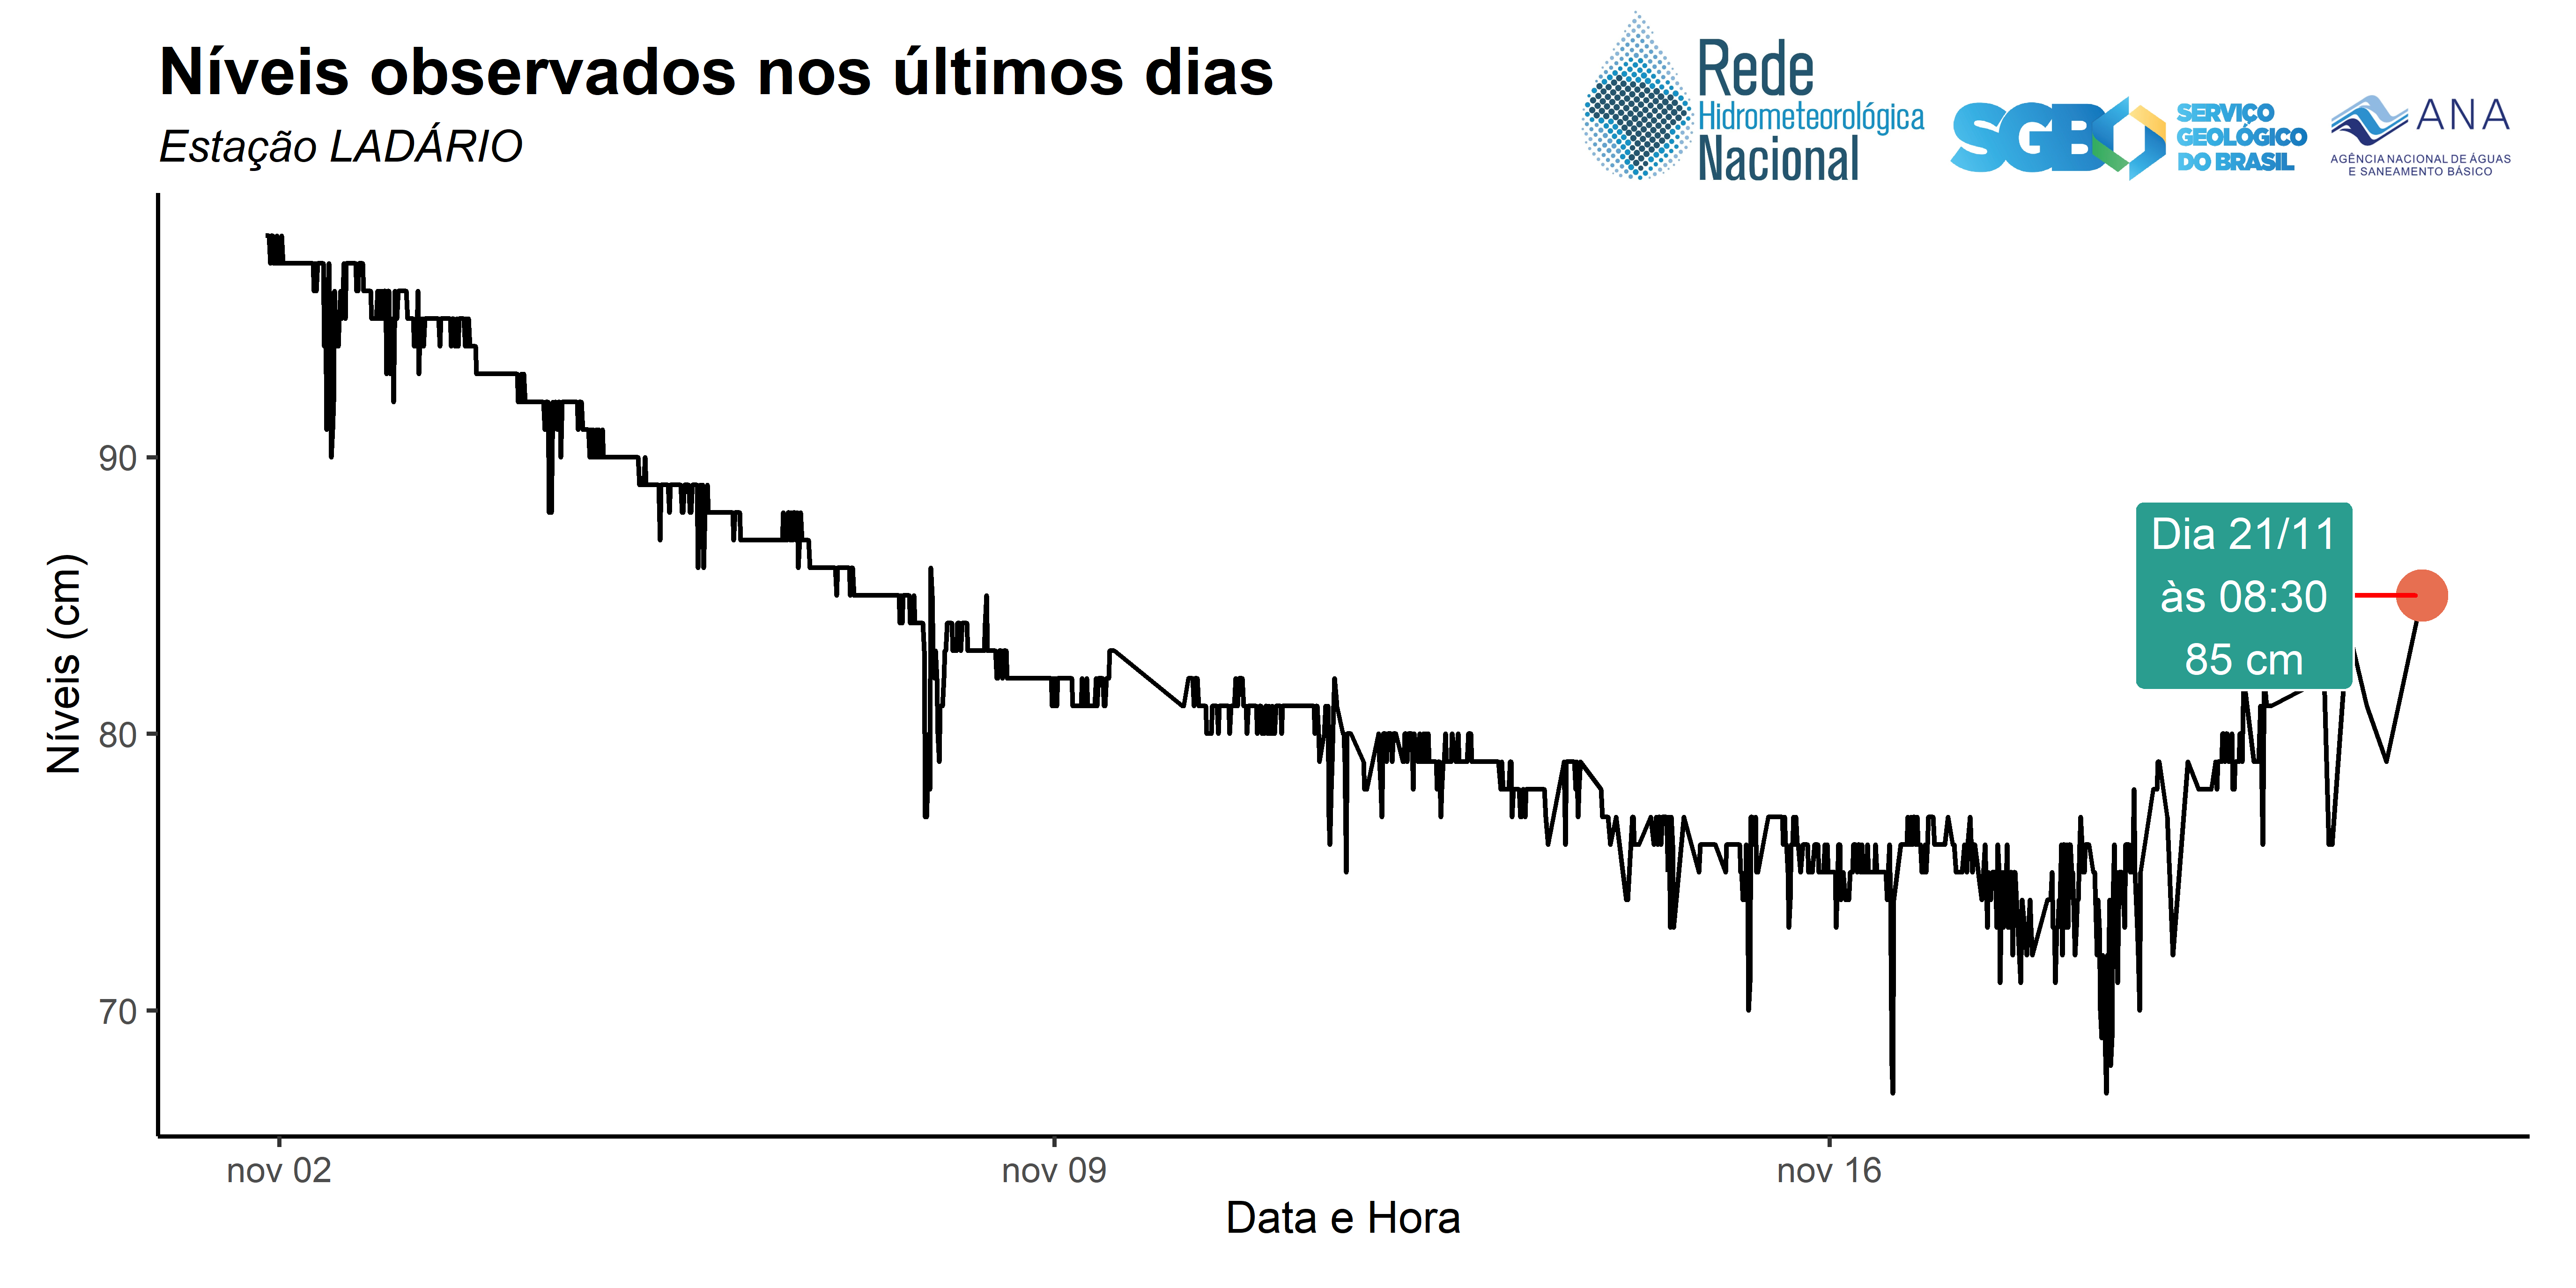 Níveis observados nos últimos dias
Estação LADÁRIO
Rede
Hidrometeorológica
Nacional
SGB
SERVIÇO
GEOLÓGICO
DO BRASIL
ANA
AGÊNCIA NACIONAL DE ÁGUAS
E SANEAMENTO BÁSICO
Níveis (cm)
90
80
70
Dia 21/11
às 08:30
85 cm
nov 02
nov 09
nov 16
Data e Hora